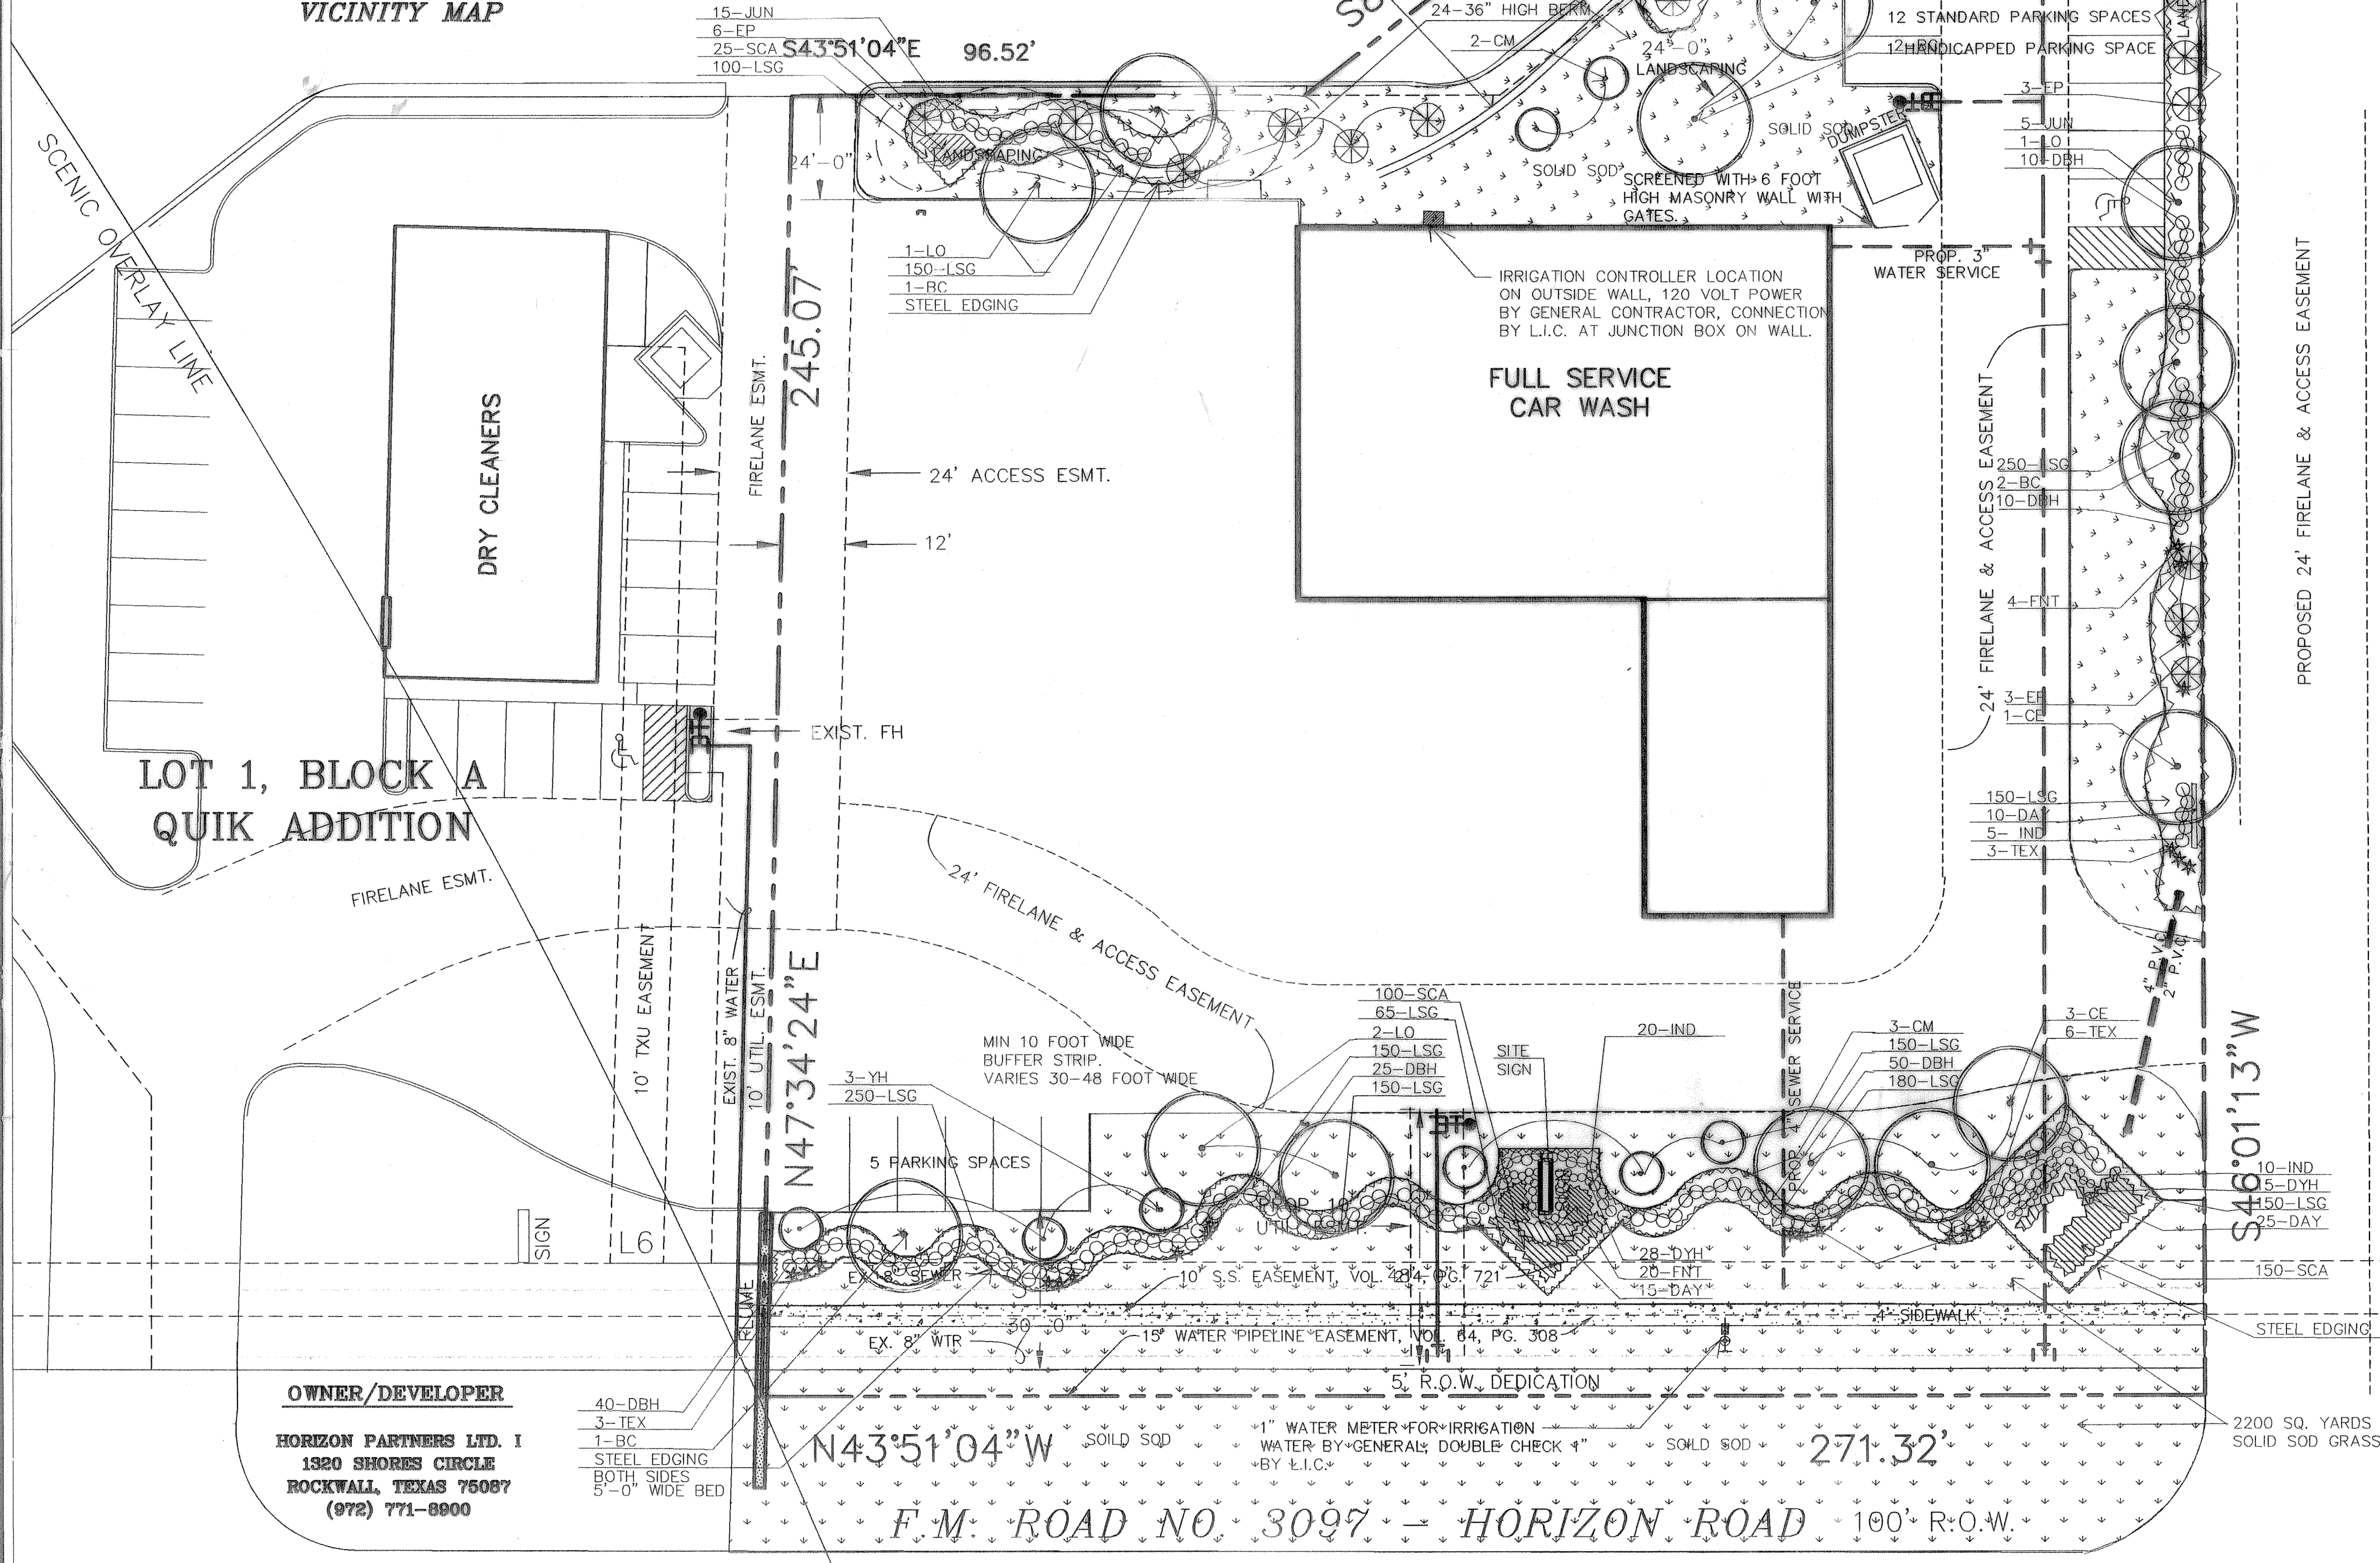 VICINITY MAP
15-JUN
6-EP
25-SCA
100-LSG
S43°51'04"E 96.52'
24-36" HIGH BERM
2-CM
24'-0"
LANDSCAPING
12 STANDARD PARKING SPACES
1 HANDICAPPED PARKING SPACE
3-EP
5-JUN
1-LO
10-DBH
SOLID SOD
DUMPSTER
SOLID SOD
SCREENED WITH 6 FOOT
HIGH MASONRY WALL WITH
GATES.
24'-0"
LANDSCAPING
SCENIC OVERLAY LINE
1-LO
150-LSG
1-BC
STEEL EDGING
PROP. 3"
WATER SERVICE
IRRIGATION CONTROLLER LOCATION
ON OUTSIDE WALL, 120 VOLT POWER
BY GENERAL CONTRACTOR, CONNECTION
BY L.I.C. AT JUNCTION BOX ON WALL.
FULL SERVICE
CAR WASH
DRY CLEANERS
FIRELANE ESMT.
245.07'
24' ACCESS ESMT.
12'
24' FIRELANE & ACCESS EASEMENT
PROPOSED 24' FIRELANE & ACCESS EASEMENT
250-LSG
2-BC
10-DBH
4-FNT
3-EP
1-CE
150-LSG
10-DAY
5- IND
3-TEX
EXIST. FH
LOT 1, BLOCK A
QUIK ADDITION
FIRELANE ESMT.
10' TXU EASEMENT
EXIST. 8" WATER
10' UTIL. ESMT.
N47°34'24"E
24' FIRELANE & ACCESS EASEMENT
4" P.V.C.
2" P.V.C.
S46°01'13"W
MIN 10 FOOT WIDE
BUFFER STRIP.
VARIES 30-48 FOOT WIDE
3-YH
250-LSG
100-SCA
65-LSG
2-LO
150-LSG
25-DBH
150-LSG
SITE
SIGN
20-IND
PROP. 4" SEWER SERVICE
3-CM
150-LSG
50-DBH
180-LSG
3-CE
6-TEX
5 PARKING SPACES
SIGN
L6
PROP. 10'
UTIL. ESMT.
10-IND
15-DYH
150-LSG
25-DAY
150-SCA
STEEL EDGING
28-DYH
20-FNT
15-DAY
EX. 8" SEWER
10' S.S. EASEMENT, VOL. PG. 721
FLUME
30'-0"
EX. 8" WTR
15' WATER PIPELINE EASEMENT, VOL. 64, PG. 308
4' SIDEWALK
5' R.O.W. DEDICATION
OWNER/DEVELOPER
HORIZON PARTNERS LTD. I
1320 SHORES CIRCLE
ROCKWALL, TEXAS 75087
(972) 771-8900
40-DBH
3-TEX
1-BC
STEEL EDGING
BOTH SIDES
5'-0" WIDE BED
N43°51'04"W
SOILD SOD
1" WATER METER FOR IRRIGATION
WATER BY GENERAL, DOUBLE CHECK 1"
BY L.I.C.
SOILD SOD
271.32'
2200 SQ. YARDS
SOLID SOD GRASS
F.M. ROAD NO. 3097 - HORIZON ROAD 100' R.O.W.